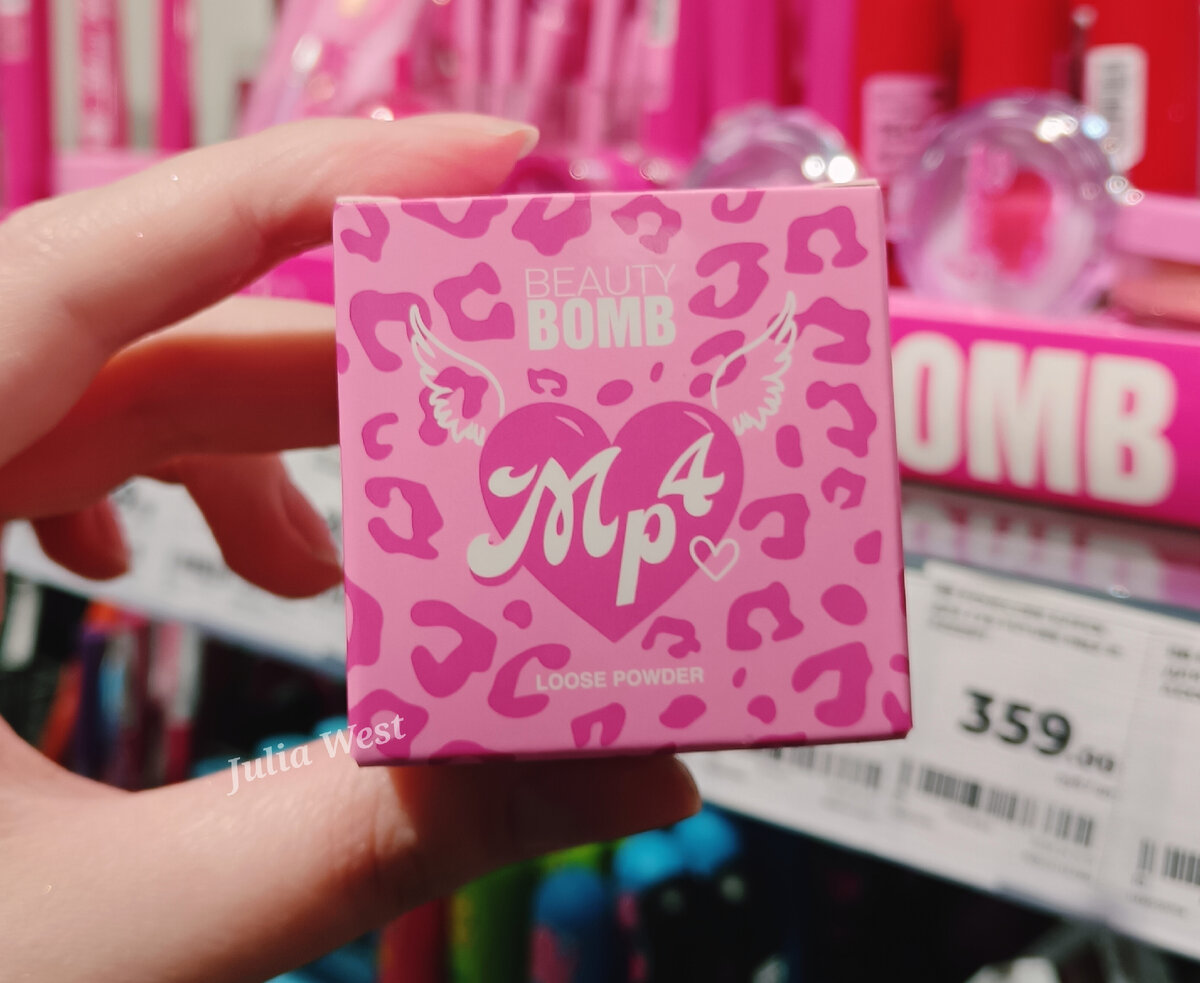 BEAUTY
BOMB
Mp4
LOOSE POWDER
OMB
359.00
Julia West